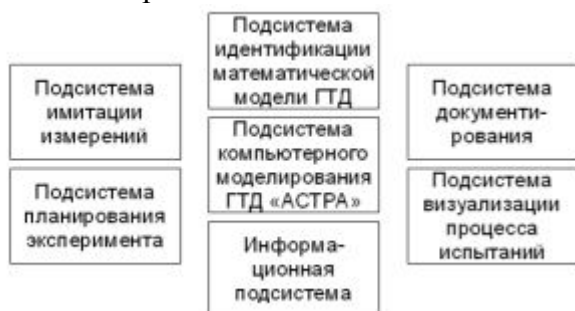 Подсистема
имитации
измерений
Подсистема
планирования
эксперимента
Подсистема
идентификации
математической
модели ГТД
Подсистема
компьютерного
моделирования
ГТД «АСТРА»
Информа-
ционная
подсистема
Подсистема
документи-
рования
Подсистема
визуализации
процесса
испытаний